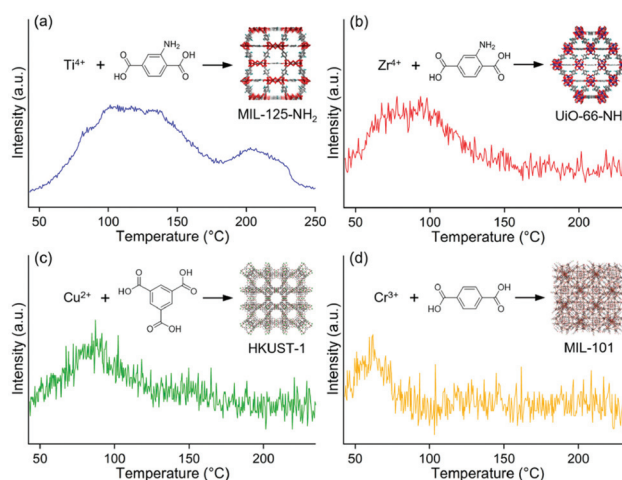 (a)
NH₂
Ti⁴⁺ + HO O O OH
MIL-125-NH₂
Intensity (a.u.)
50 100 150 200 250
Temperature (°C)
(b)
NH₂
Zr⁴⁺ + HO O O OH
UiO-66-NH
Intensity (a.u.)
50 100 150 200
Temperature (°C)
(c)
O OH
Cu²⁺ + HO O O OH
HKUST-1
Intensity (a.u.)
50 100 150 200
Temperature (°C)
(d)
Cr³⁺ + HO O O OH
MIL-101
Intensity (a.u.)
50 100 150 200
Temperature (°C)